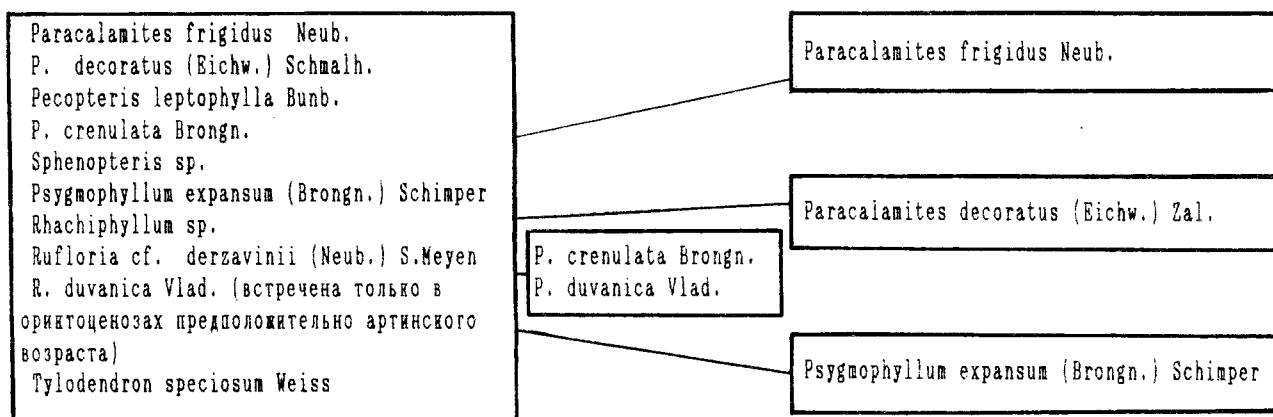 Paracalamites frigidus Neub.
P. decoratus (Eichw.) Schmalh.
Pecopteris leptophylla Bunb.
P. crenulata Brongn.
Sphenopteris sp.
Psygmophyllum expansum (Brongn.) Schimper
Rhachiphyllum sp.
Rufloria cf. derzavinii (Neub.) S.Meyen
R. duvanica Vlad. (встречена только в
ориктоценозах предположительно артинского
возраста)
Tylodendron speciosum Weiss
P. crenulata Brongn.
P. duvanica Vlad.
Paracalamites frigidus Neub.
Paracalamites decoratus (Eichw.) Zal.
Psygmophyllum expansum (Brongn.) Schimper